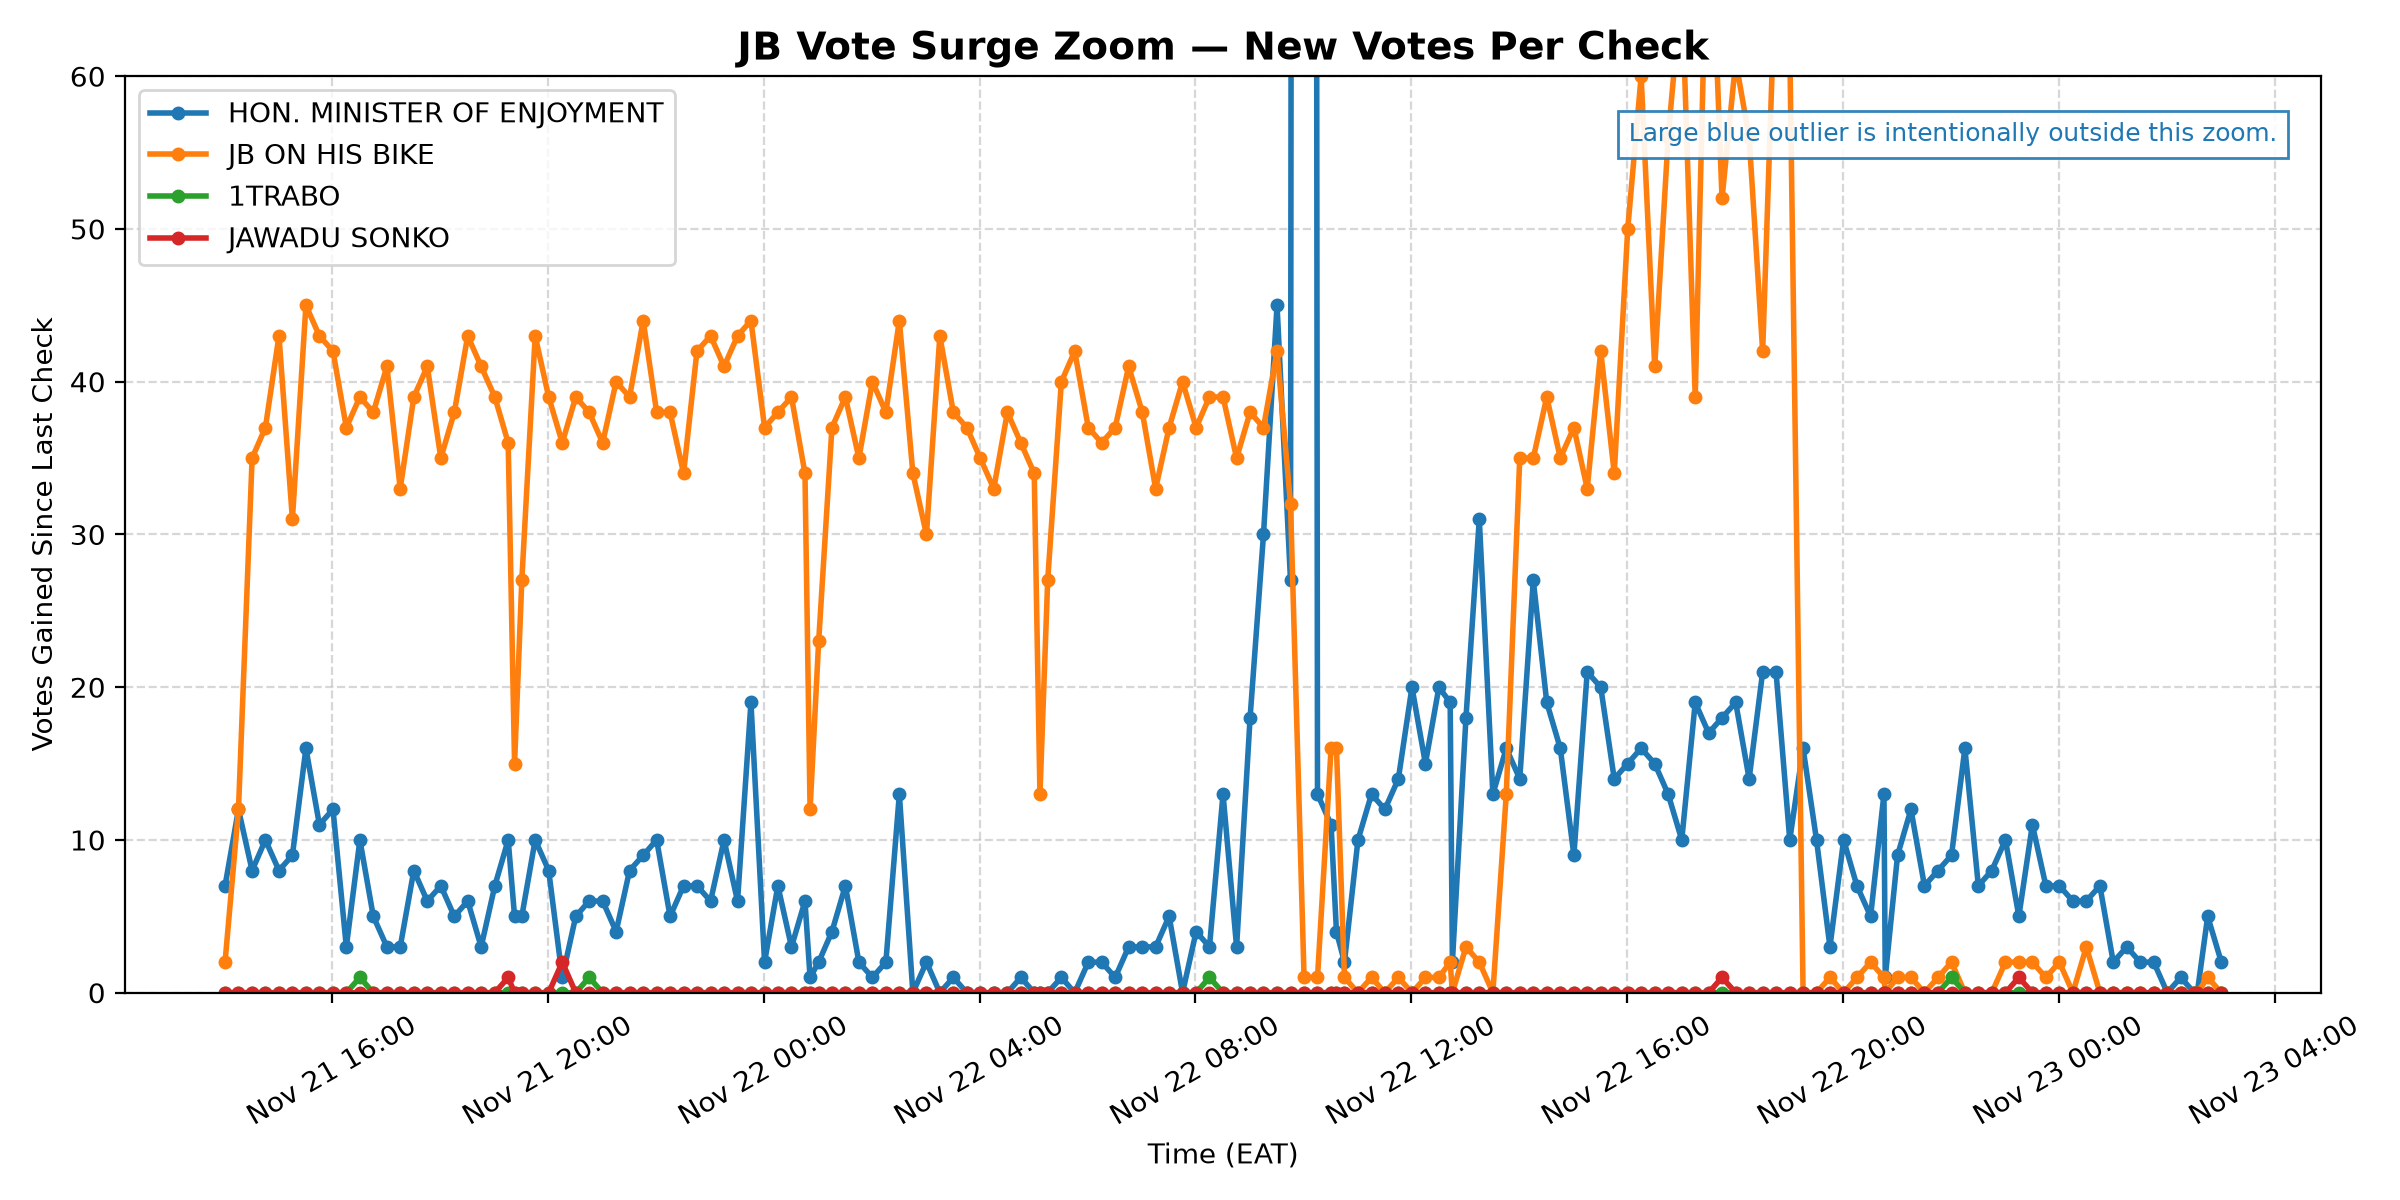 JB Vote Surge Zoom — New Votes Per Check
HON. MINISTER OF ENJOYMENT
JB ON HIS BIKE
1TRABO
JAWADU SONKO
Large blue outlier is intentionally outside this zoom.
Votes Gained Since Last Check
60
50
40
30
20
10
0
Nov 21 16:00
Nov 21 20:00
Nov 22 00:00
Nov 22 04:00
Nov 22 08:00
Nov 22 12:00
Nov 22 16:00
Nov 22 20:00
Nov 23 00:00
Nov 23 04:00
Time (EAT)